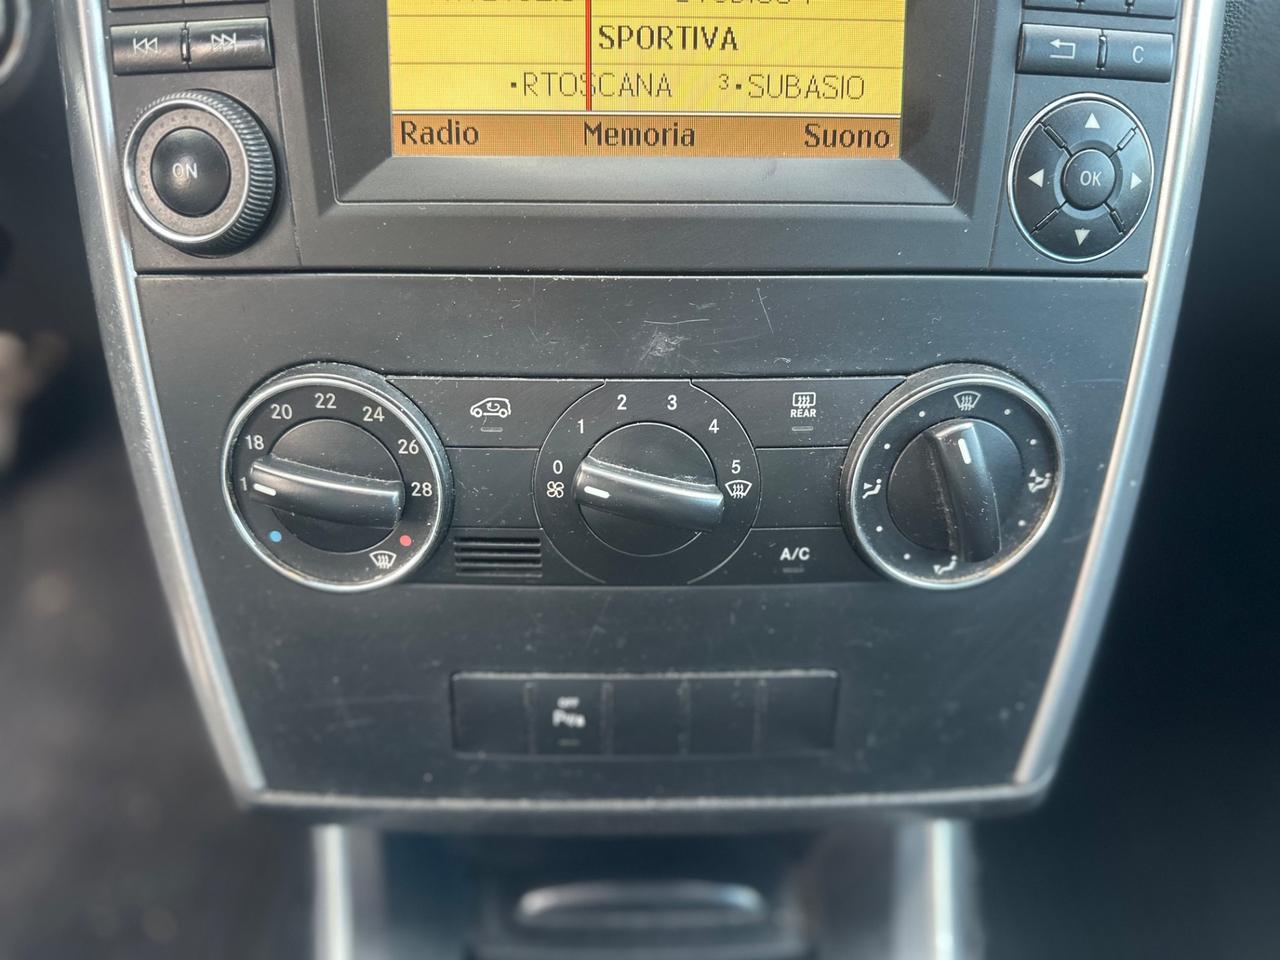 SPORTIVA
•RTOSCANA 3•SUBASIO
Radio Memoria Suono
C
ON
OK
18 20 22 24 26 28
0 1 2 3 4 5
REAR
A/C
OFF